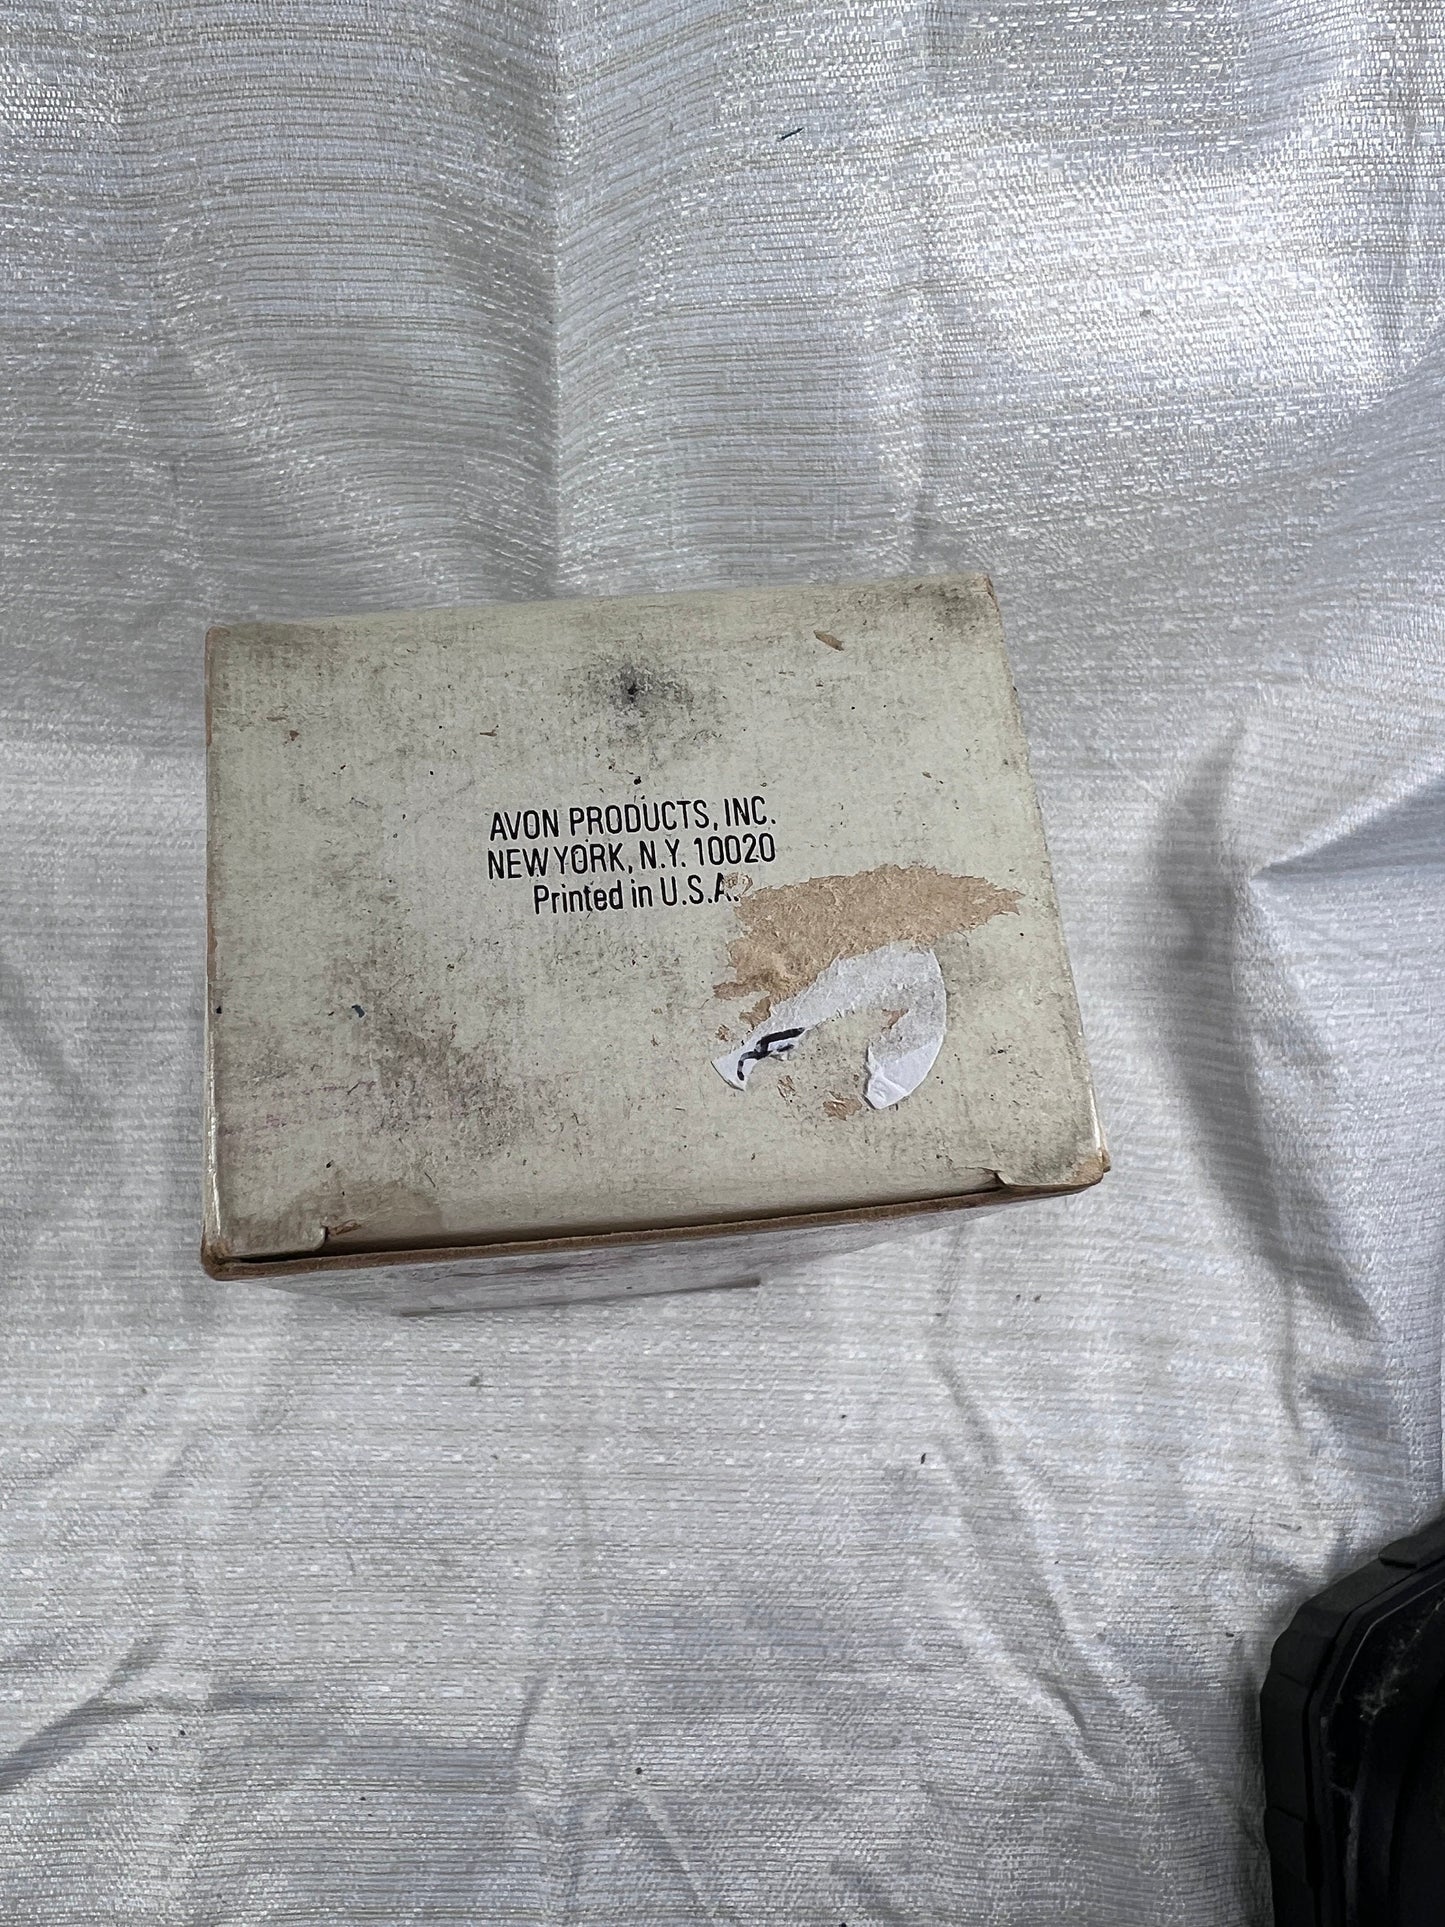 AVON PRODUCTS, INC.
NEW YORK, N.Y. 10020
Printed in U.S.A.